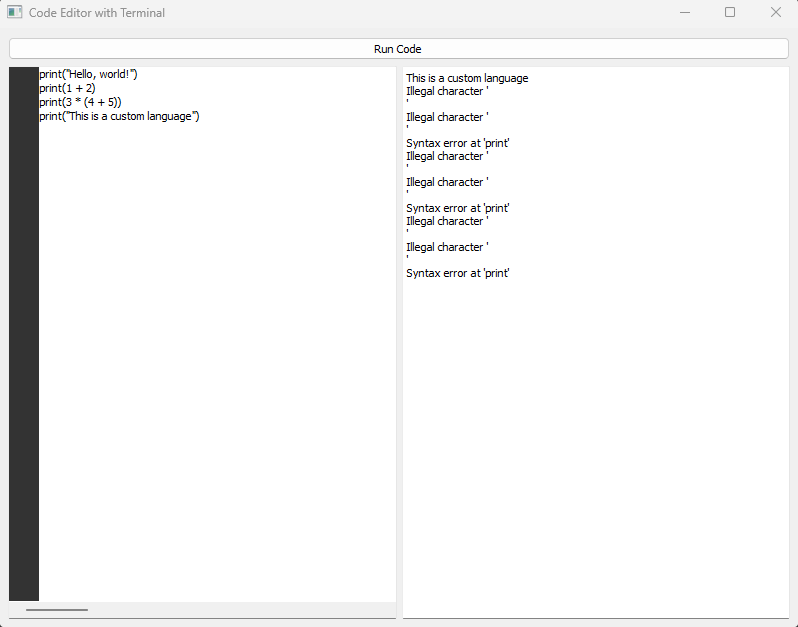 Code Editor with Terminal
Run Code
print("Hello, world!")
print(1 + 2)
print(3 * (4 + 5))
print("This is a custom language")
This is a custom language
Illegal character '
'
Illegal character '
'
Syntax error at 'print'
Illegal character '
'
Illegal character '
'
Syntax error at 'print'
Illegal character '
'
Illegal character '
'
Syntax error at 'print'